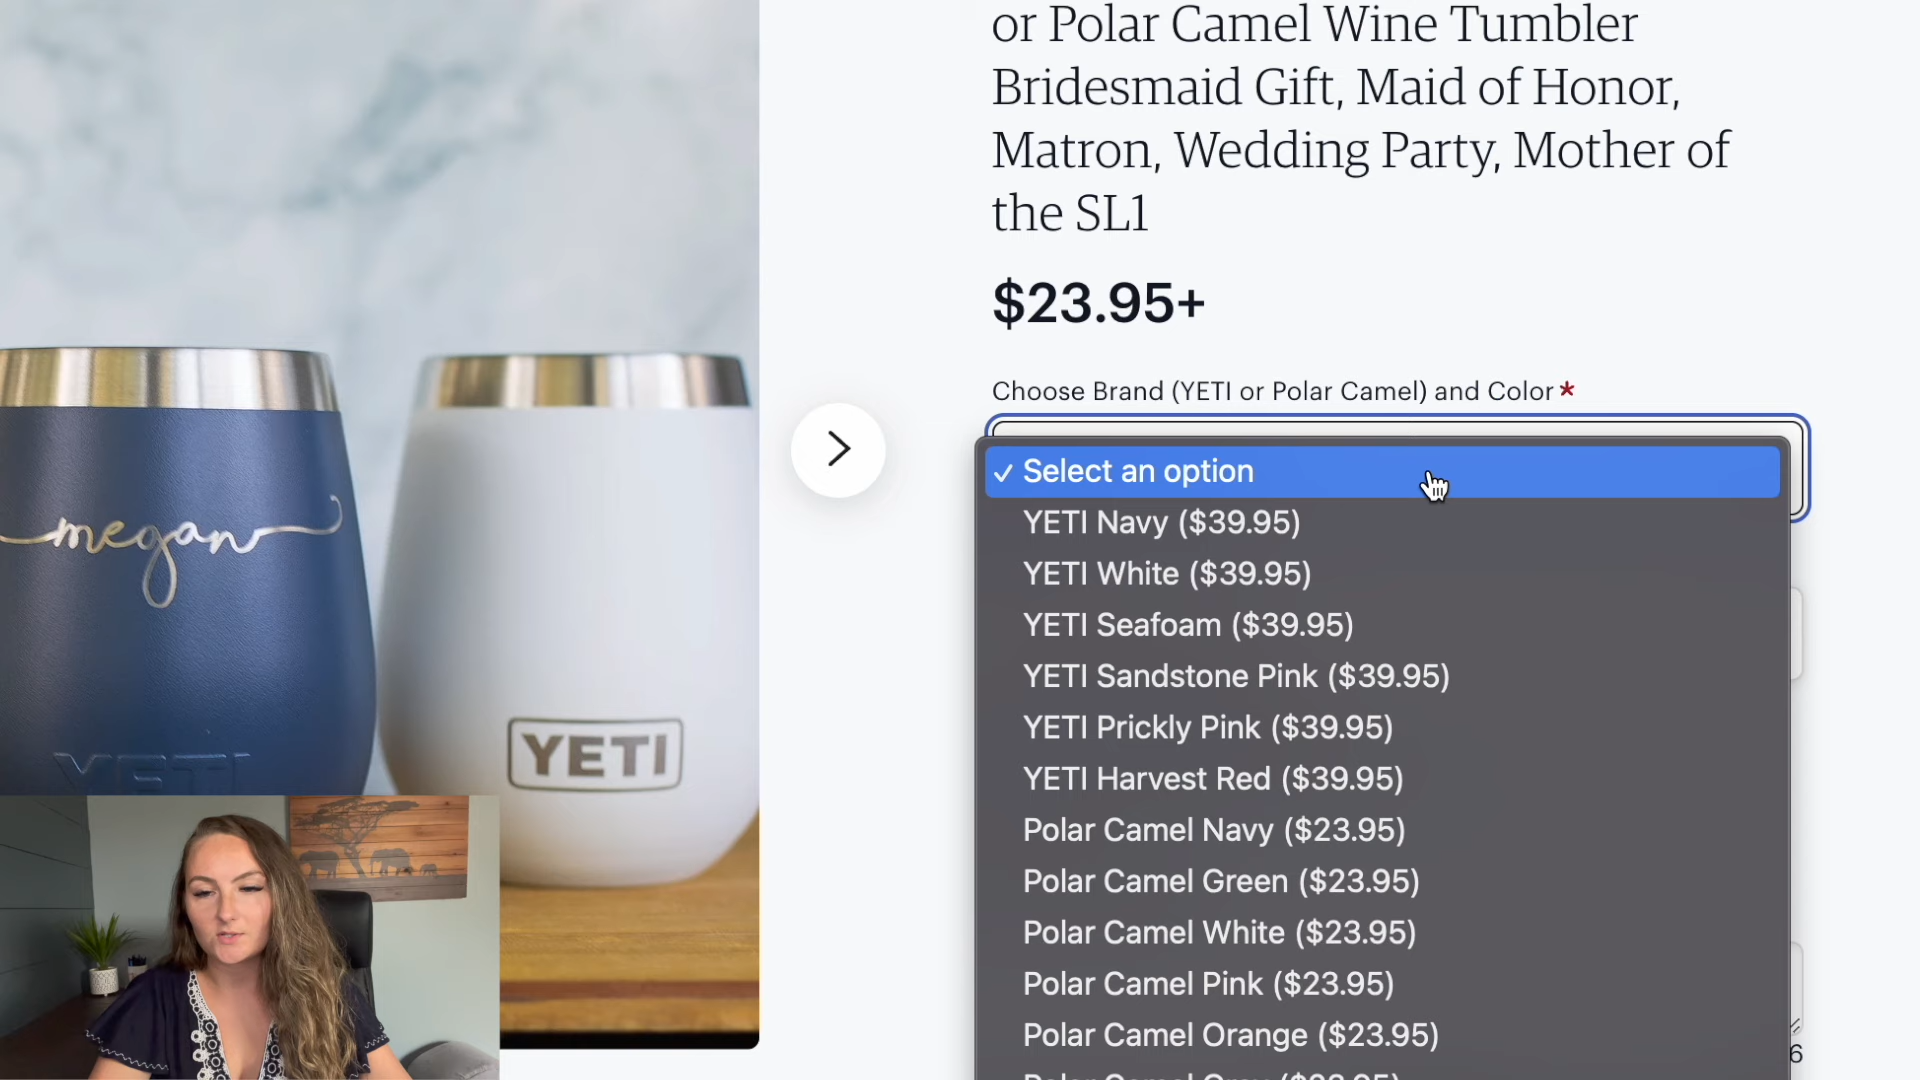 or Polar Camel Wine Tumbler
Bridesmaid Gift, Maid of Honor,
Matron, Wedding Party, Mother of
the SL1
$23.95+
Choose Brand (YETI or Polar Camel) and Color*
✓ Select an option
YETI Navy ($39.95)
YETI White ($39.95)
YETI Seafoam ($39.95)
YETI Sandstone Pink ($39.95)
YETI Prickly Pink ($39.95)
YETI Harvest Red ($39.95)
Polar Camel Navy ($23.95)
Polar Camel Green ($23.95)
Polar Camel White ($23.95)
Polar Camel Pink ($23.95)
Polar Camel Orange ($23.95)
6
megan
YETI
YETI